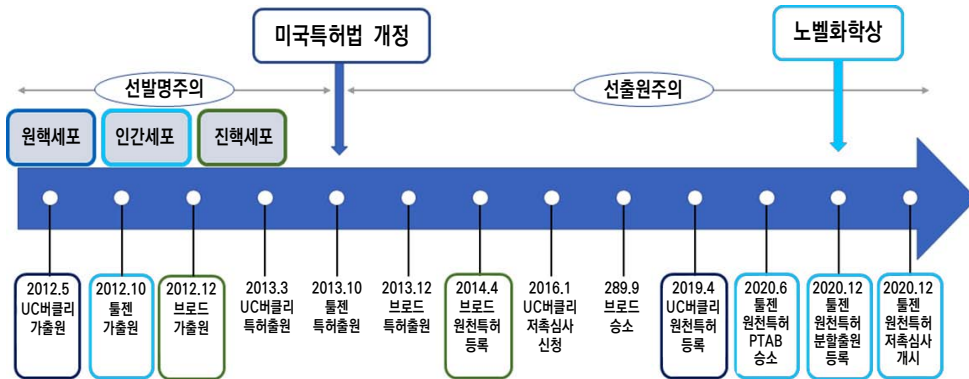 미국특허법 개정
노벨화학상
선발명주의
선출원주의
원핵세포
인간세포
진핵세포
2012.5
UC버클리
가출원
2012.10
툴젠
가출원
2012.12
브로드
가출원
2013.3
UC버클리
특허출원
2013.10
툴젠
특허출원
2013.12
브로드
특허출원
2014.4
브로드
원천특허
등록
2016.1
UC버클리
저촉심사
신청
289.9
브로드
승소
2019.4
UC버클리
원천특허
등록
2020.6
툴젠
원천특허
PTAB
승소
2020.12
툴젠
원천특허
분할출원
등록
2020.12
툴젠
원천특허
저촉심사
개시